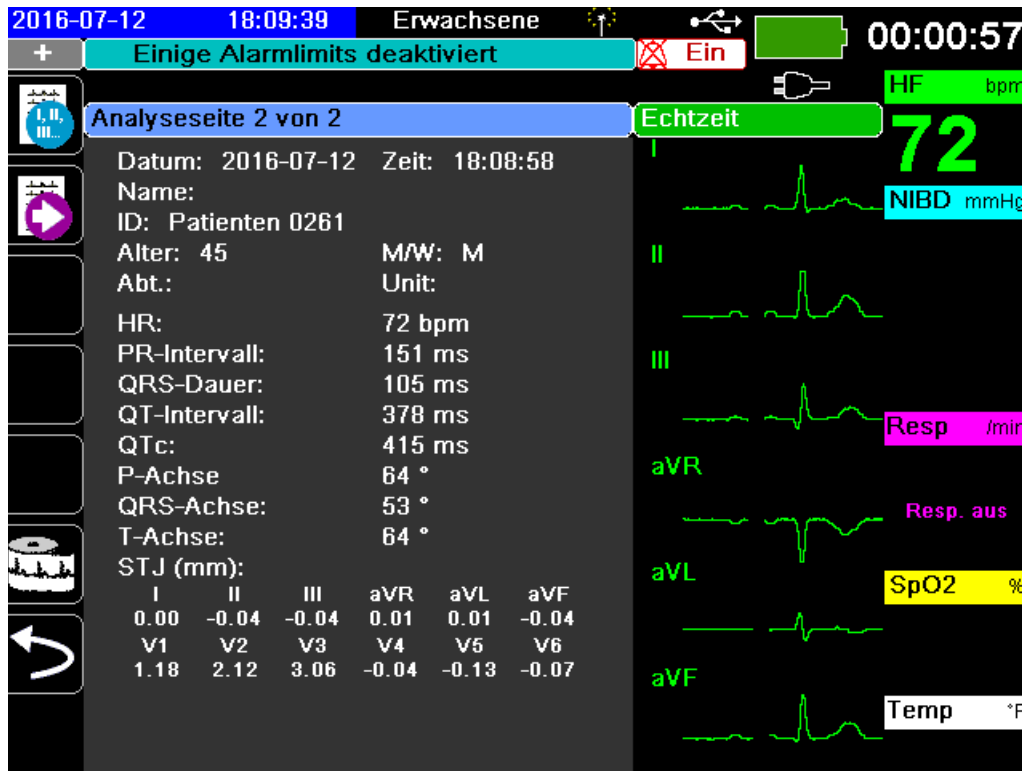 2016-07-12 18:09:39 Erwachsene
00:00:57
+ Einige Alarmlimits deaktiviert Ein
I, II, III...
Analyseseite 2 von 2
Datum: 2016-07-12 Zeit: 18:08:58
Name:
ID: Patienten 0261
Alter: 45 M/W: M
Abt.: Unit:
HR: 72 bpm
PR-Intervall: 151 ms
QRS-Dauer: 105 ms
QT-Intervall: 378 ms
QTc: 415 ms
P-Achse 64 °
QRS-Achse: 53 °
T-Achse: 64 °
STJ (mm):
I II III aVR aVL aVF
0.00 -0.04 -0.04 0.01 0.01 -0.04
V1 V2 V3 V4 V5 V6
1.18 2.12 3.06 -0.04 -0.13 -0.07
Echtzeit
I
II
III
aVR
aVL
aVF
HF bpm
72
NIBD mmHg
Resp /min
Resp. aus
SpO2 %
Temp °F